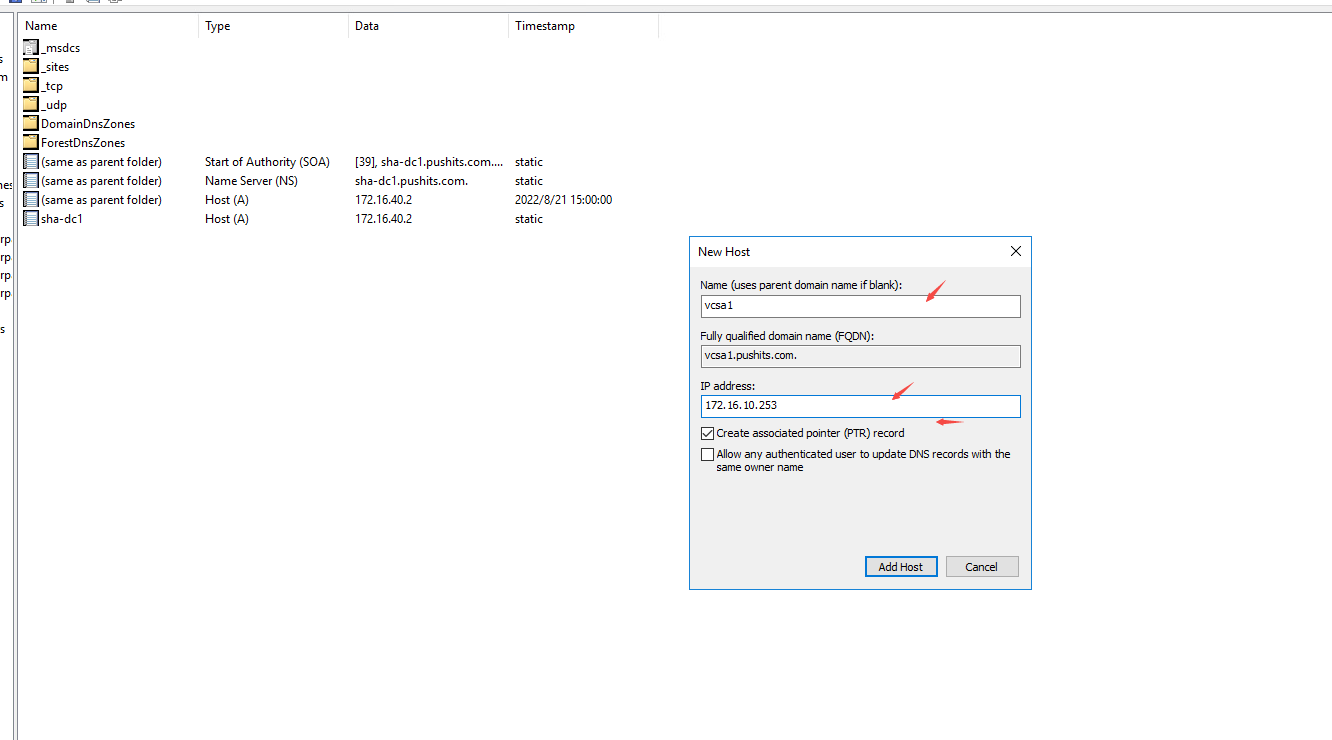 Name Type Data Timestamp
_msdcs
_sites
_tcp
_udp
DomainDnsZones
ForestDnsZones
(same as parent folder) Start of Authority (SOA) [39], sha-dc1.pushits.com.... static
(same as parent folder) Name Server (NS) sha-dc1.pushits.com. static
(same as parent folder) Host (A) 172.16.40.2 2022/8/21 15:00:00
sha-dc1 Host (A) 172.16.40.2 static
New Host
Name (uses parent domain name if blank):
vcsa1
Fully qualified domain name (FQDN):
vcsa1.pushits.com.
IP address:
172.16.10.253
Create associated pointer (PTR) record
Allow any authenticated user to update DNS records with the
same owner name
Add Host Cancel